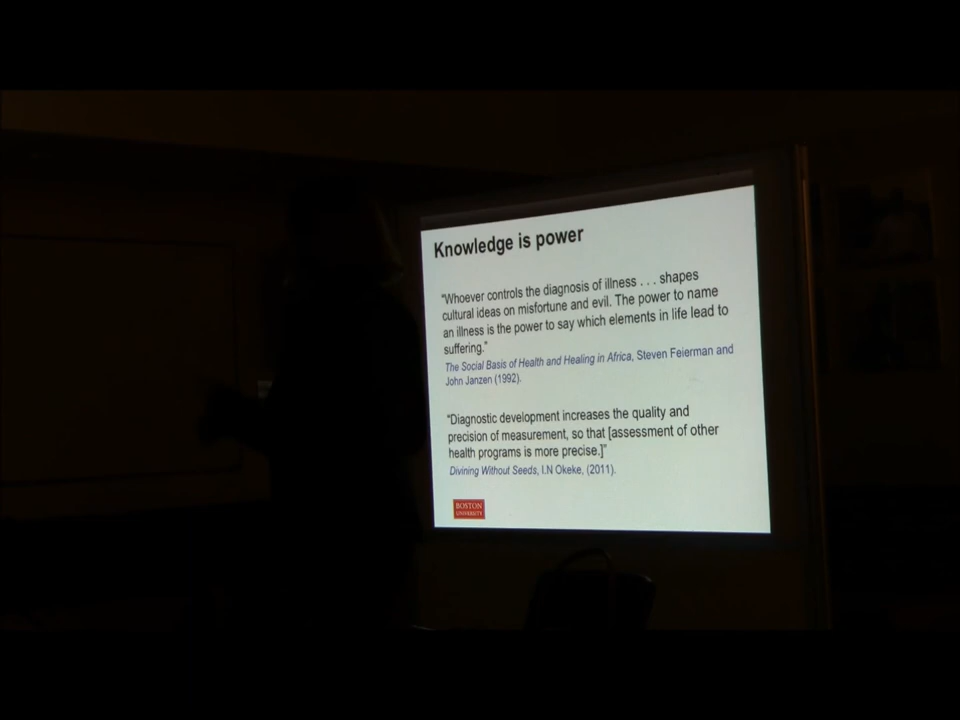 Knowledge is power
“Whoever controls the diagnosis of illness . . . shapes
cultural ideas on misfortune and evil. The power to name
an illness is the power to say which elements in life lead to
suffering.”
The Social Basis of Health and Healing in Africa, Steven Feierman and
John Janzen (1992).
“Diagnostic development increases the quality and
precision of measurement, so that [assessment of other
health programs is more precise.]”
Divining Without Seeds, I.N Okeke, (2011).
BOSTON
UNIVERSITY